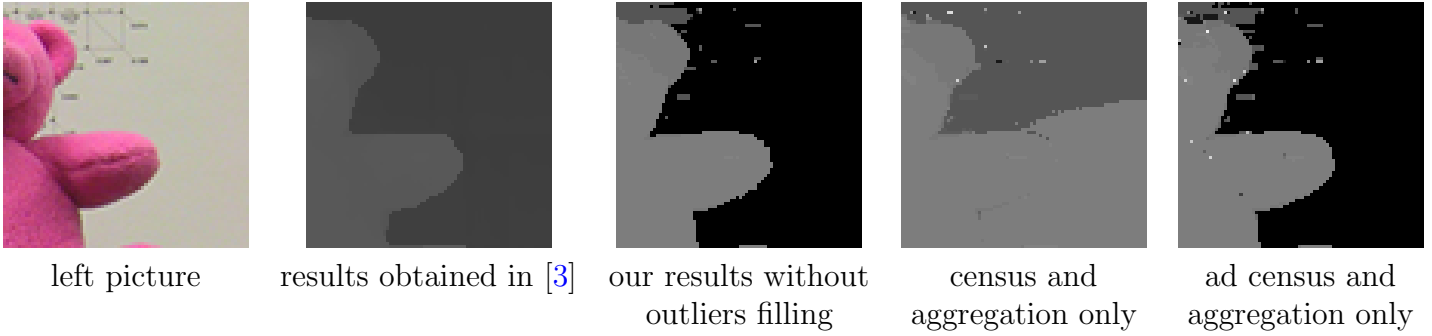 left picture
results obtained in [3]
our results without
outliers filling
census and
aggregation only
ad census and
aggregation only